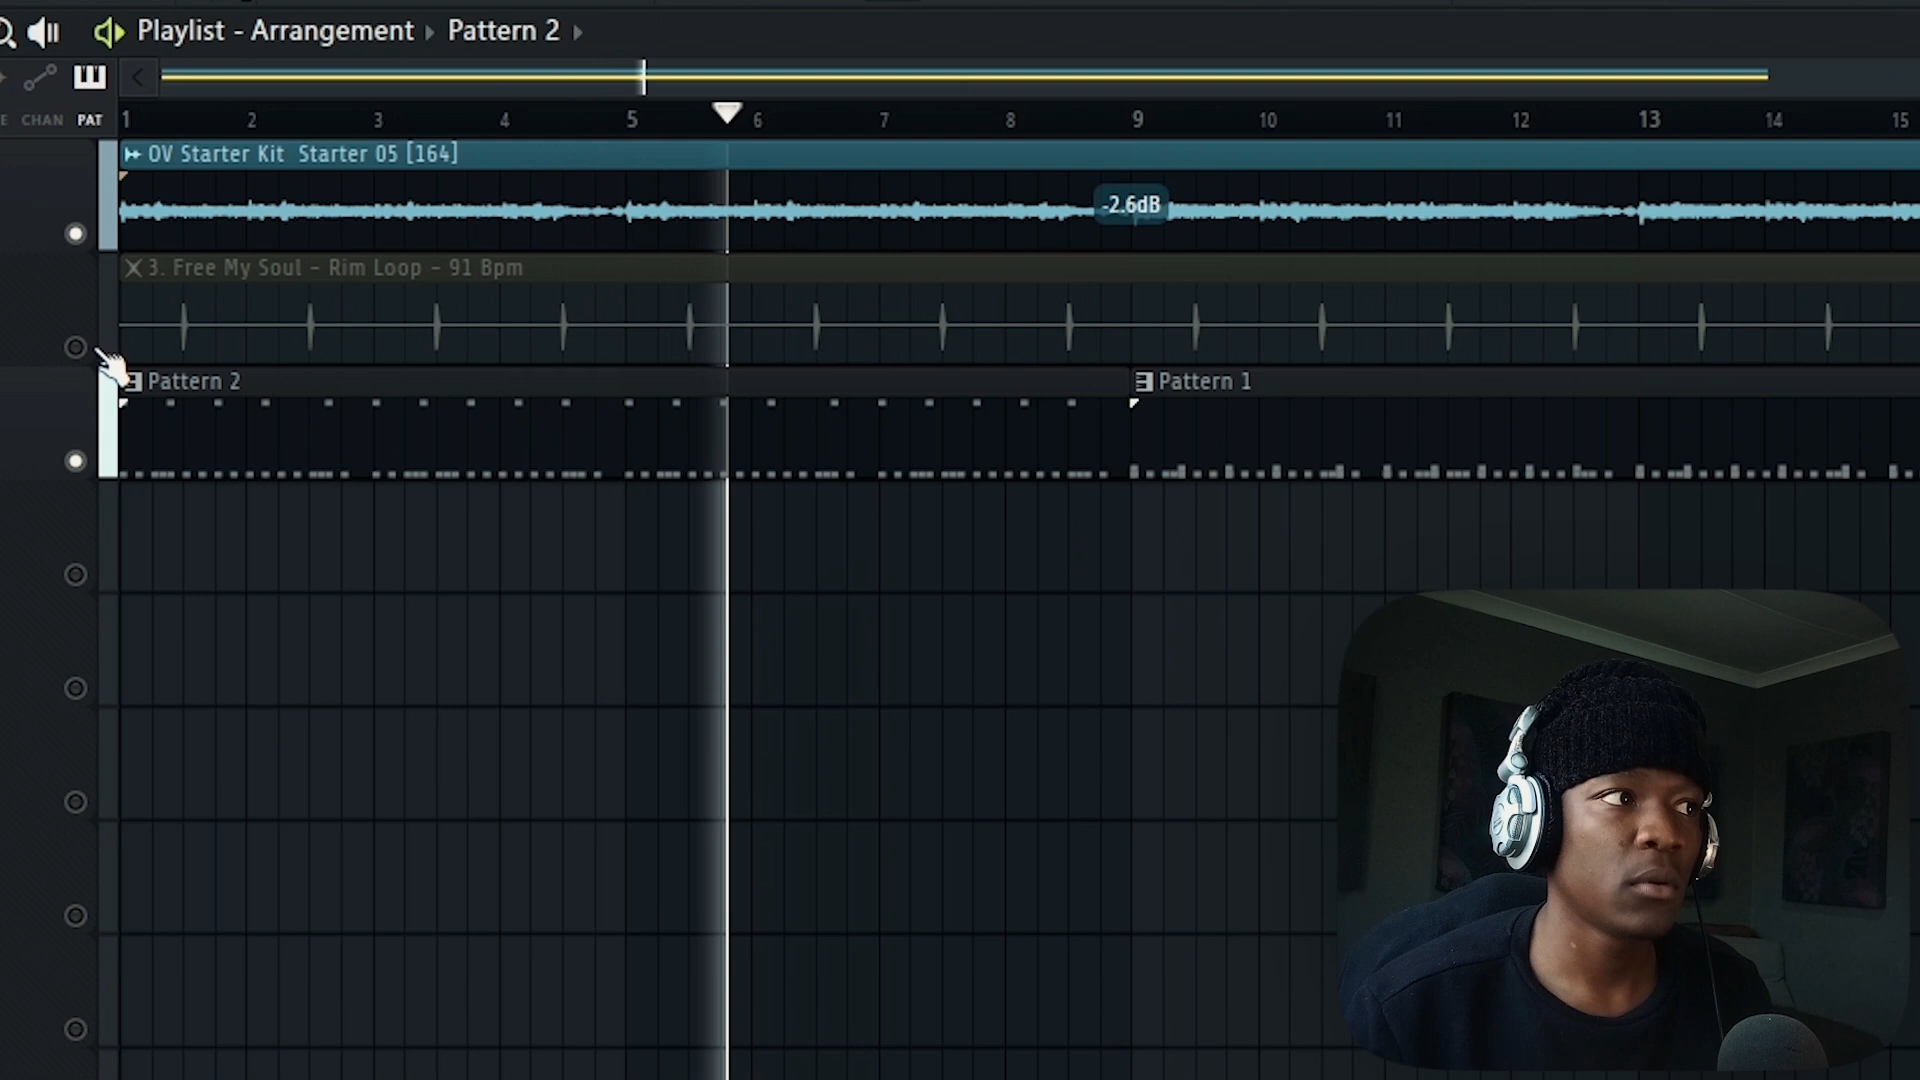 Playlist - Arrangement Pattern 2
E CHAN PAT 1 2 3 4 5 6 7 8 9 10 11 12 13 14 15
OV Starter Kit Starter 05 [164]
-2.6dB
3. Free My Soul - Rim Loop - 91 Bpm
Pattern 2 Pattern 1